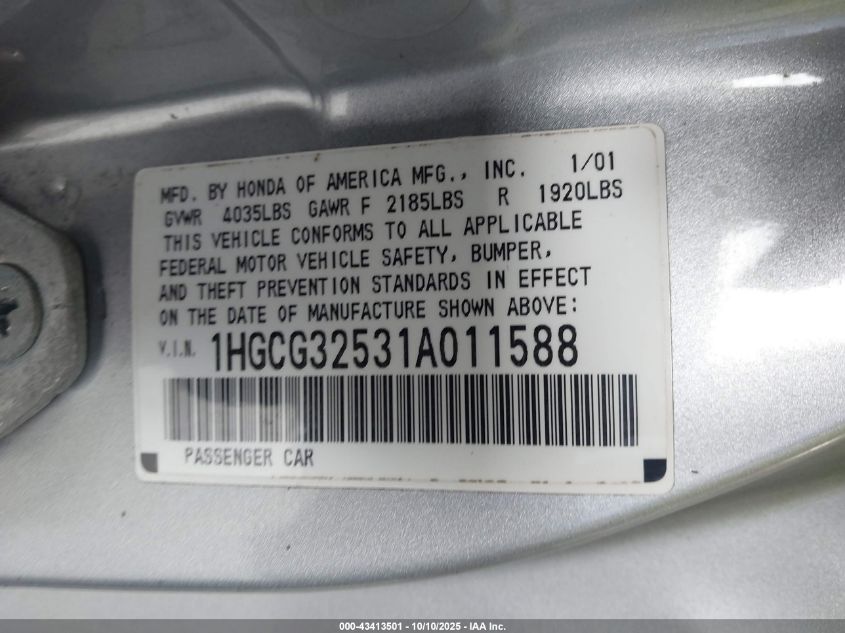 MFD. BY HONDA OF AMERICA MFG., INC. 1/01
GVWR 4035LBS GAWR F 2185LBS R 1920LBS
THIS VEHICLE CONFORMS TO ALL APPLICABLE
FEDERAL MOTOR VEHICLE SAFETY, BUMPER,
AND THEFT PREVENTION STANDARDS IN EFFECT
ON THE DATE OF MANUFACTURE SHOWN ABOVE:
V.I.N. 1HGCG32531A011588
PASSENGER CAR
000-43413501 | 10/10/2025 - IAA Inc.